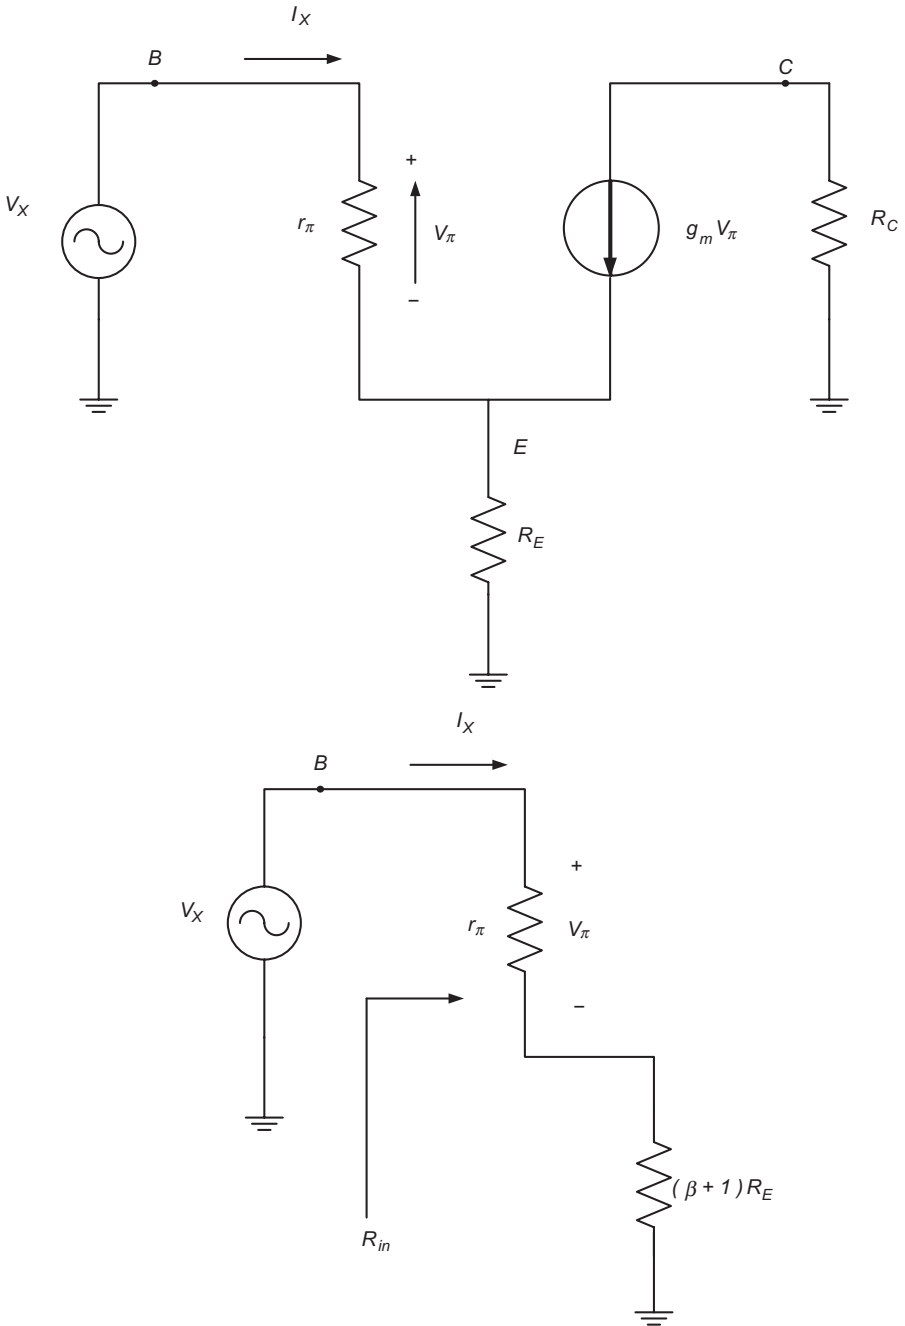 I_X
B
C
V_X
r_π
+
V_π
−
g_m V_π
R_C
E
R_E
I_X
B
V_X
r_π
+
V_π
−
(β + 1) R_E
R_in